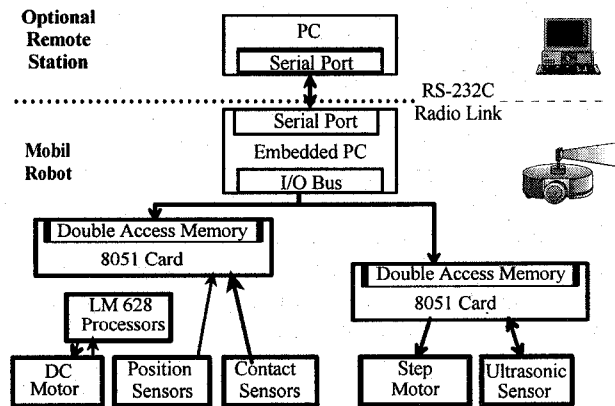 Optional
Remote
Station
PC
Serial Port
RS-232C
Radio Link
Mobil
Robot
Serial Port
Embedded PC
I/O Bus
Double Access Memory
8051 Card
Double Access Memory
8051 Card
LM 628
Processors
DC
Motor
Position
Sensors
Contact
Sensors
Step
Motor
Ultrasonic
Sensor